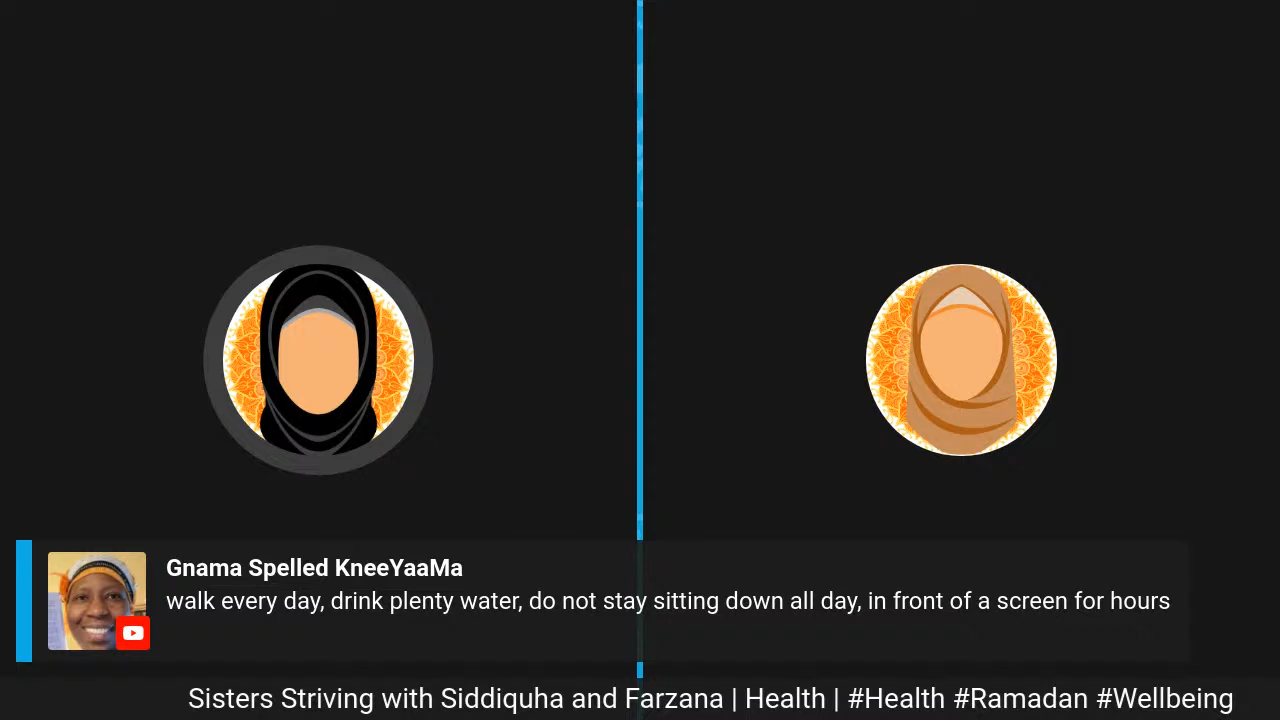 Gnama Spelled KneeYaaMa
walk every day, drink plenty water, do not stay sitting down all day, in front of a screen for hours
Sisters Striving with Siddiquha and Farzana | Health | #Health #Ramadan #Wellbeing